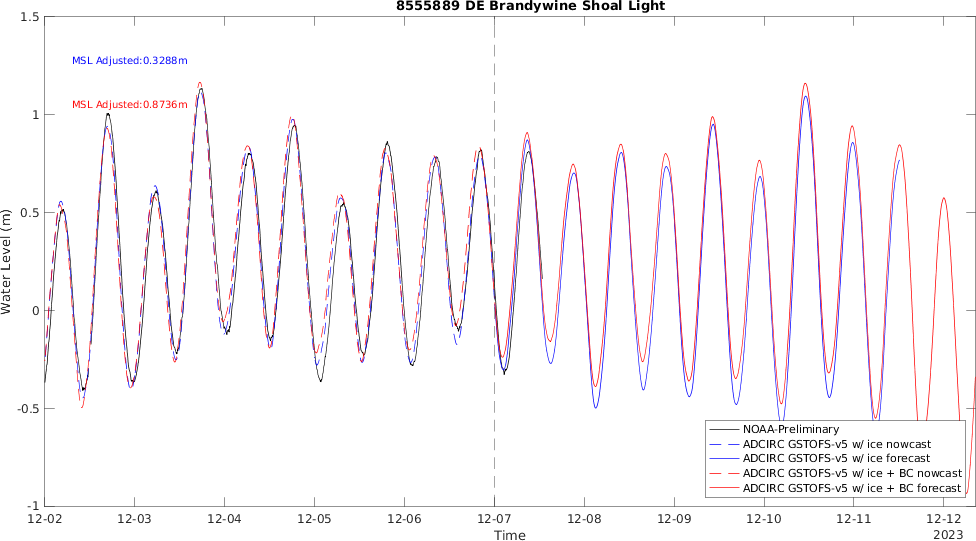 8555889 DE Brandywine Shoal Light
MSL Adjusted:0.3288m
MSL Adjusted:0.8736m
Water Level (m)
1.5
1
0.5
0
-0.5
-1
NOAA-Preliminary
ADCIRC GSTOFS-v5 w/ ice nowcast
ADCIRC GSTOFS-v5 w/ ice forecast
ADCIRC GSTOFS-v5 w/ ice + BC nowcast
ADCIRC GSTOFS-v5 w/ ice + BC forecast
12-02 12-03 12-04 12-05 12-06 12-07 12-08 12-09 12-10 12-11 12-12
Time 2023